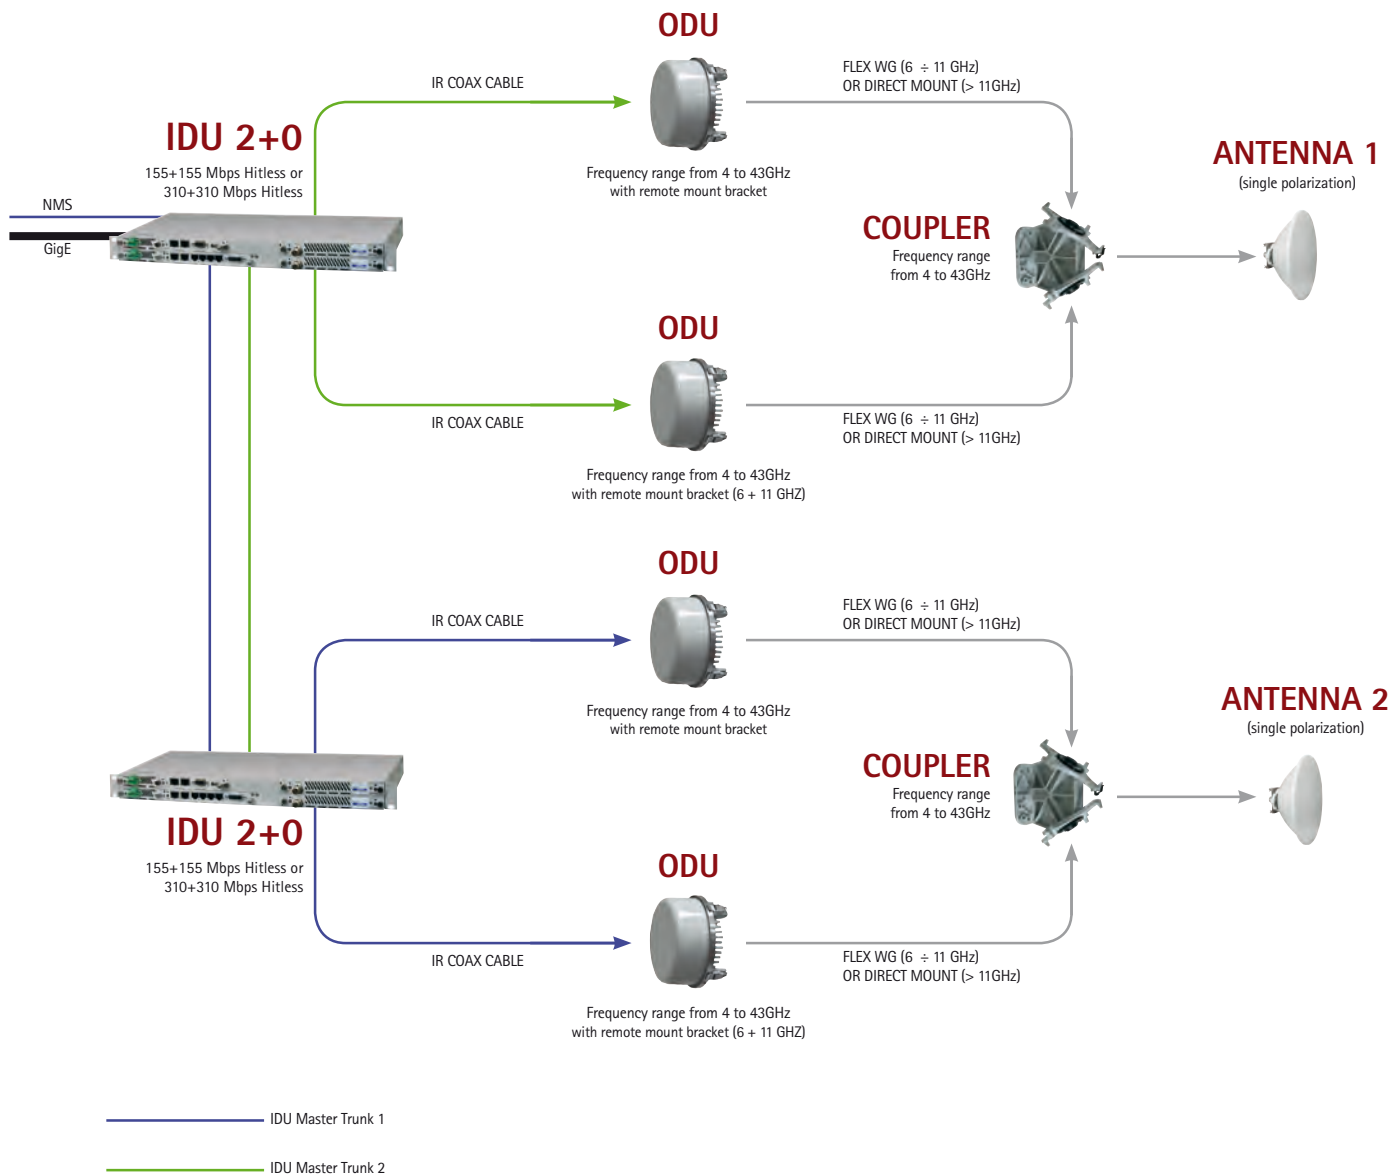 ODU
IR COAX CABLE
FLEX WG (6 ÷ 11 GHz)
OR DIRECT MOUNT (> 11GHz)
IDU 2+0
155+155 Mbps Hitless or
310+310 Mbps Hitless
Frequency range from 4 to 43GHz
with remote mount bracket
ANTENNA 1
(single polarization)
NMS
GigE
COUPLER
Frequency range
from 4 to 43GHz
ODU
IR COAX CABLE
FLEX WG (6 ÷ 11 GHz)
OR DIRECT MOUNT (> 11GHz)
Frequency range from 4 to 43GHz
with remote mount bracket (6 + 11 GHZ)
ODU
IR COAX CABLE
FLEX WG (6 ÷ 11 GHz)
OR DIRECT MOUNT (> 11GHz)
Frequency range from 4 to 43GHz
with remote mount bracket
ANTENNA 2
(single polarization)
COUPLER
Frequency range
from 4 to 43GHz
IDU 2+0
155+155 Mbps Hitless or
310+310 Mbps Hitless
ODU
IR COAX CABLE
FLEX WG (6 ÷ 11 GHz)
OR DIRECT MOUNT (> 11GHz)
Frequency range from 4 to 43GHz
with remote mount bracket (6 + 11 GHZ)
IDU Master Trunk 1
IDU Master Trunk 2